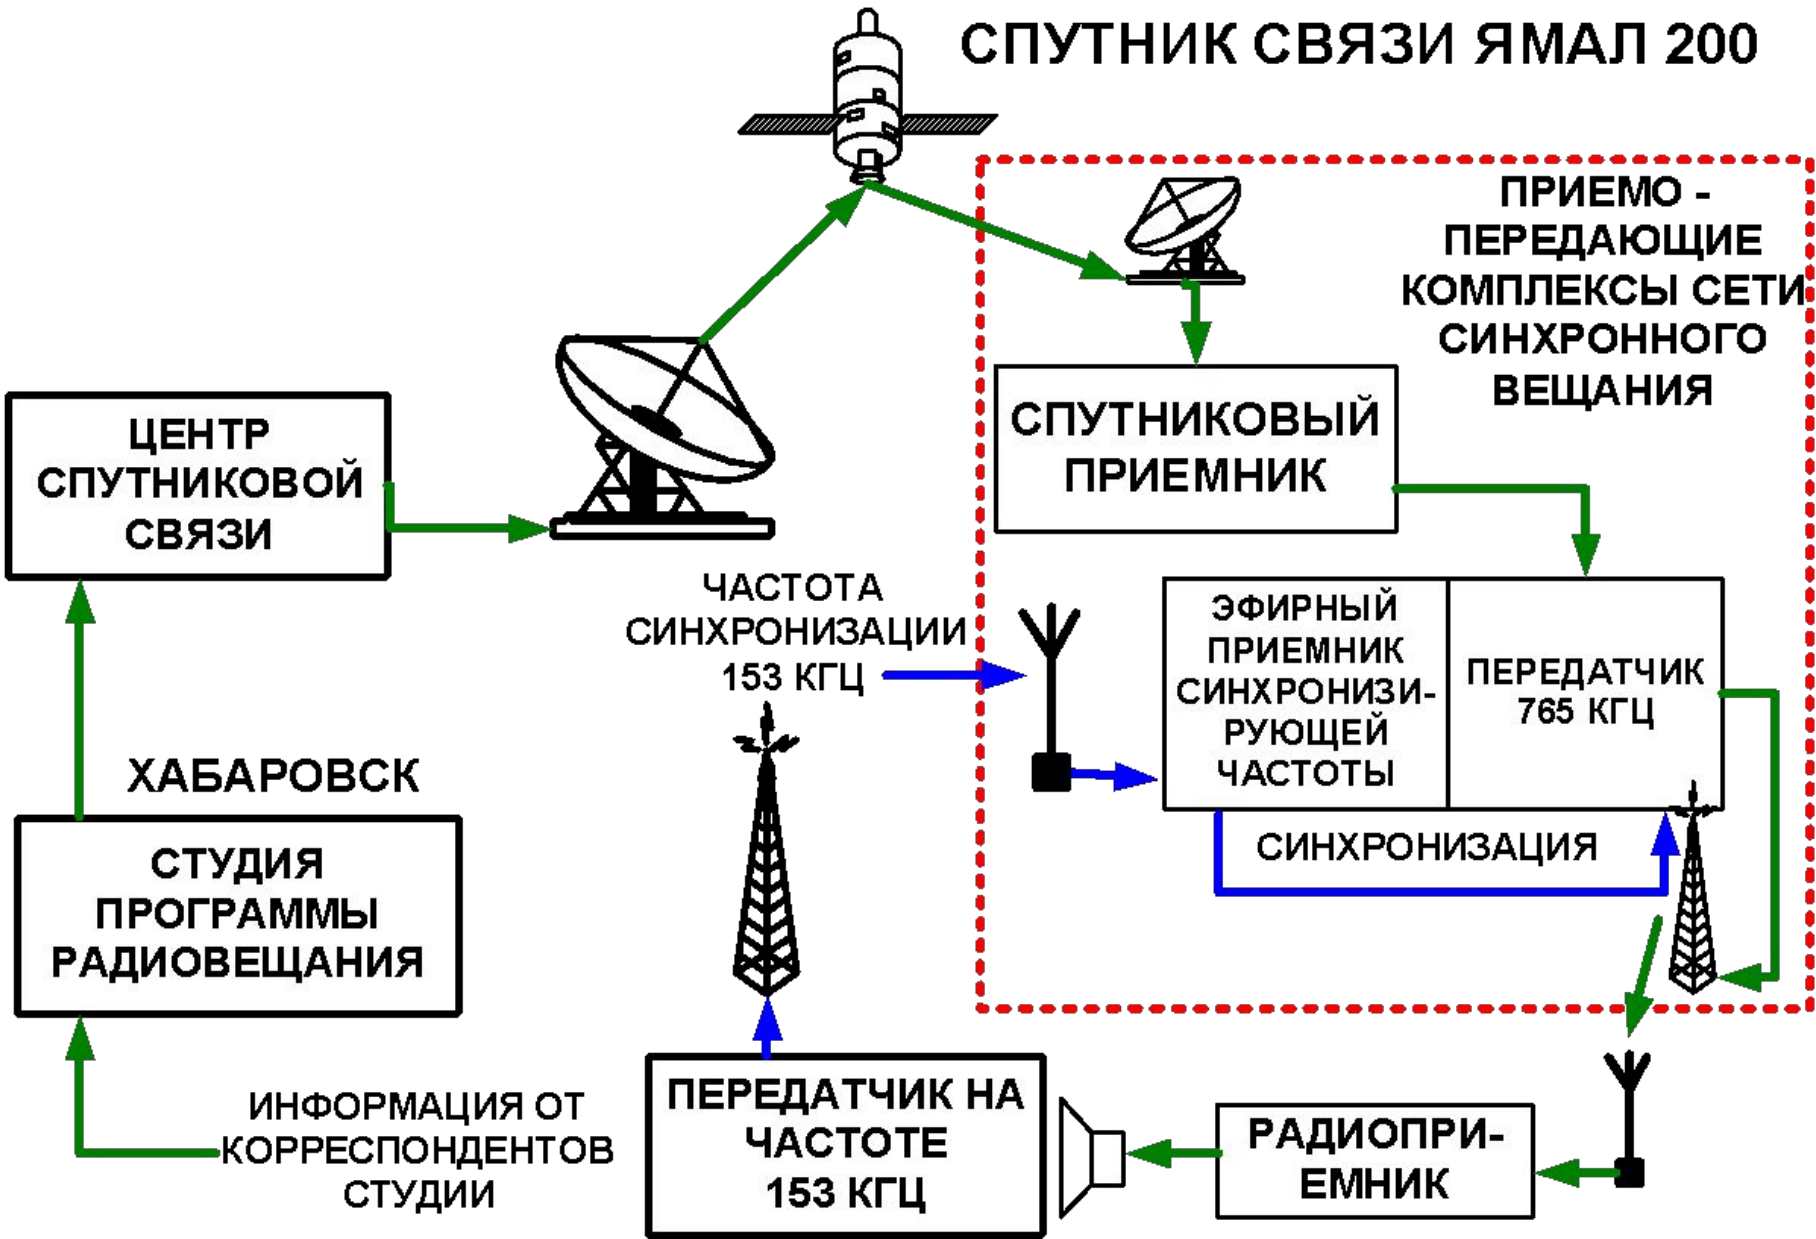 СПУТНИК СВЯЗИ ЯМАЛ 200
ПРИЕМО -
ПЕРЕДАЮЩИЕ
КОМПЛЕКСЫ СЕТИ
СИНХРОННОГО
ВЕЩАНИЯ
СПУТНИКОВЫЙ
ПРИЕМНИК
ЦЕНТР
СПУТНИКОВОЙ
СВЯЗИ
ЧАСТОТА
СИНХРОНИЗАЦИИ
153 КГЦ
ЭФИРНЫЙ
ПРИЕМНИК
СИНХРОНИЗИ-
РУЮЩЕЙ
ЧАСТОТЫ
ПЕРЕДАТЧИК
765 КГЦ
ХАБАРОВСК
СИНХРОНИЗАЦИЯ
СТУДИЯ
ПРОГРАММЫ
РАДИОВЕЩАНИЯ
ИНФОРМАЦИЯ ОТ
КОРРЕСПОНДЕНТОВ
СТУДИИ
ПЕРЕДАТЧИК НА
ЧАСТОТЕ
153 КГЦ
РАДИОПРИ-
ЕМНИК